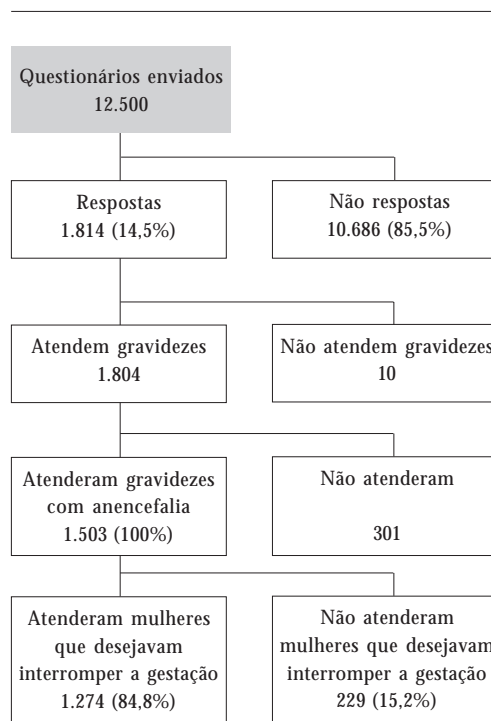 Questionários enviados
12.500
Respostas
1.814 (14,5%)
Não respostas
10.686 (85,5%)
Atendem gravidezes
1.804
Não atendem gravidezes
10
Atenderam gravidezes
com anencefalia
1.503 (100%)
Não atenderam
301
Atenderam mulheres
que desejavam
interromper a gestação
1.274 (84,8%)
Não atenderam
mulheres que desejavam
interromper a gestação
229 (15,2%)